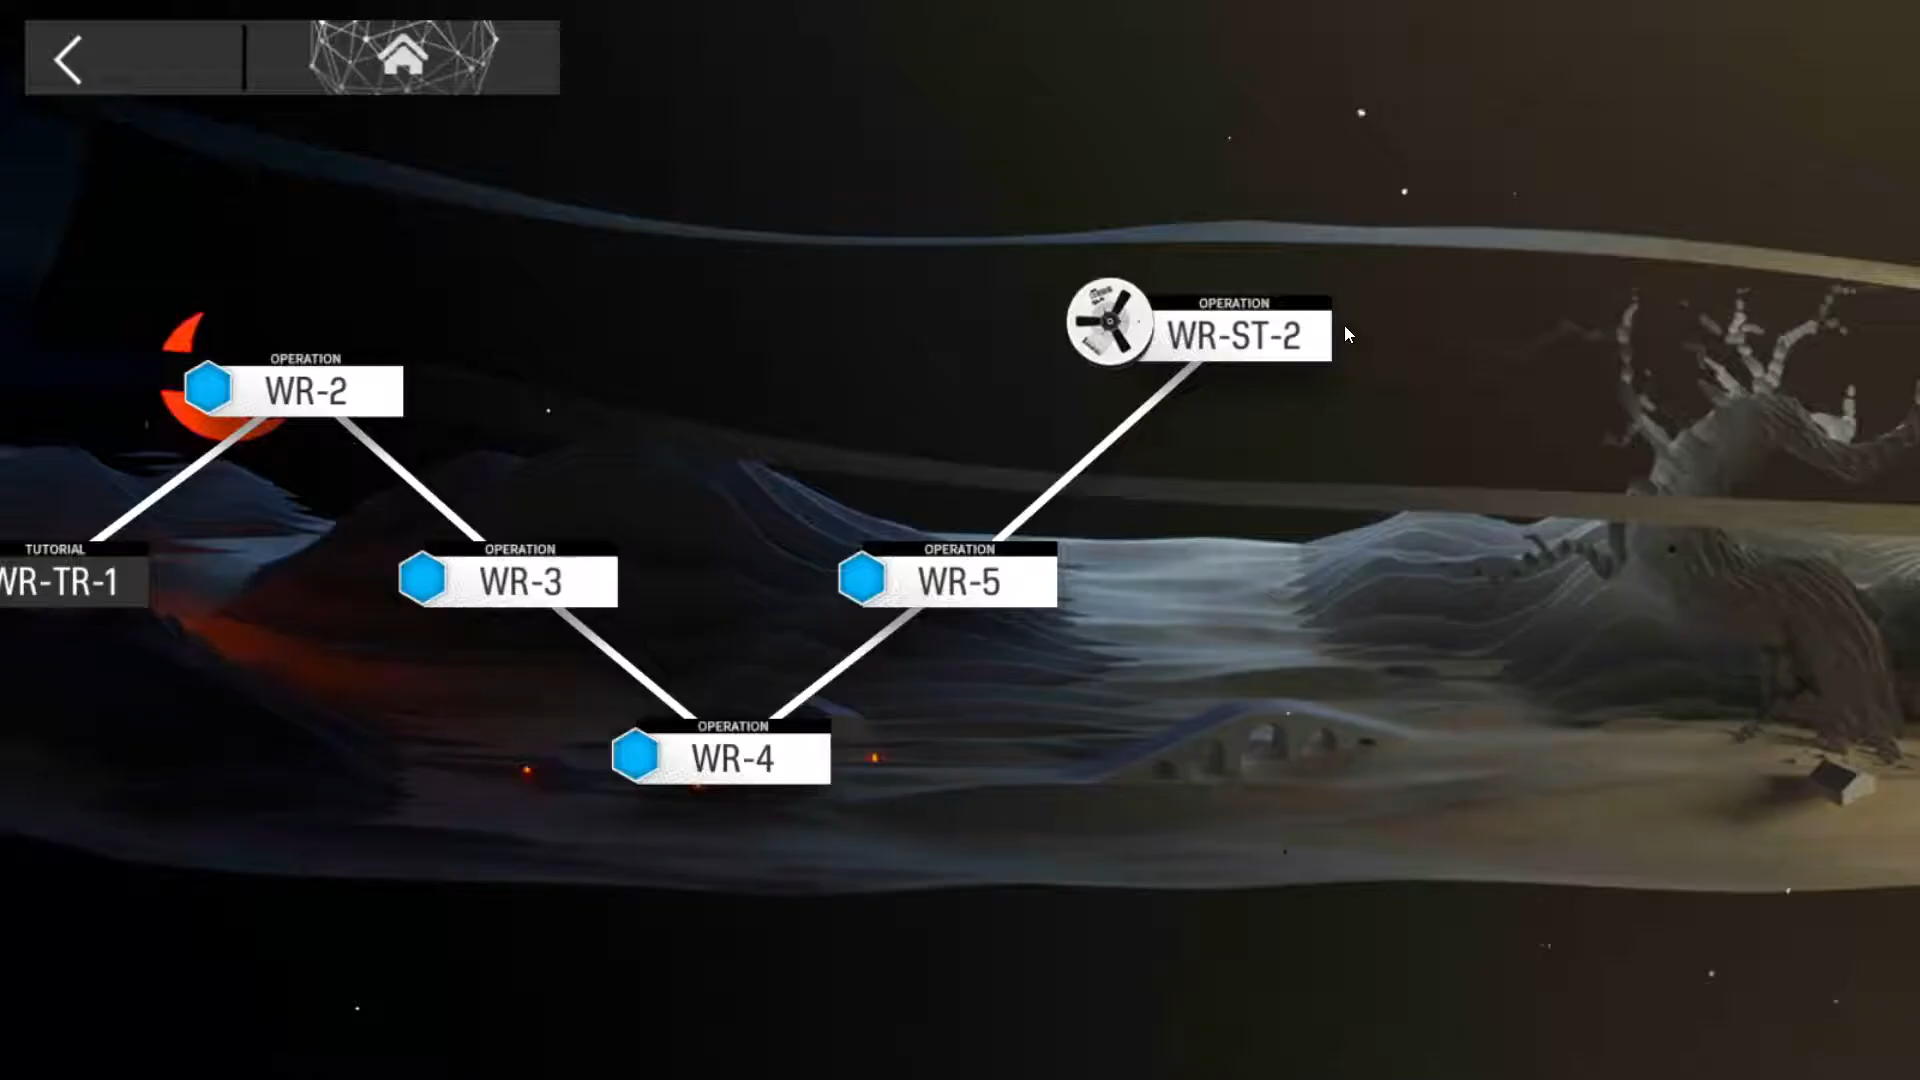 OPERATION
WR-ST-2
OPERATION
WR-2
TUTORIAL
WR-TR-1
OPERATION
WR-3
OPERATION
WR-5
OPERATION
WR-4